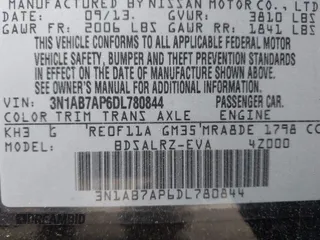 MANUFACTURED BY NISSAN MOTOR CO., LTD.
DATE: 09/13. GVWR: 3810 LBS
GAWR FR: 2006 LBS GAWR RR: 1841 LBS
THIS VEHICLE CONFORMS TO ALL APPLICABLE FEDERAL MOTOR
VEHICLE SAFETY, BUMPER, AND THEFT PREVENTION STANDARDS
IN EFFECT ON THE DATE OF MANUFACTURE SHOWN ABOVE.
SEE OWNER'S MANUAL FOR ADDITIONAL INFORMATION.
VIN: 3N1AB7AP6DL780844 PASSENGER CAR.
COLOR TRIM TRANS AXLE ENGINE
KH3 G RE0F11A GM35 MRA8DE 1798 CC
MODEL: BDSALRZ-EVA 4Z000
3N1AB7AP6DL780844
BIDFAX